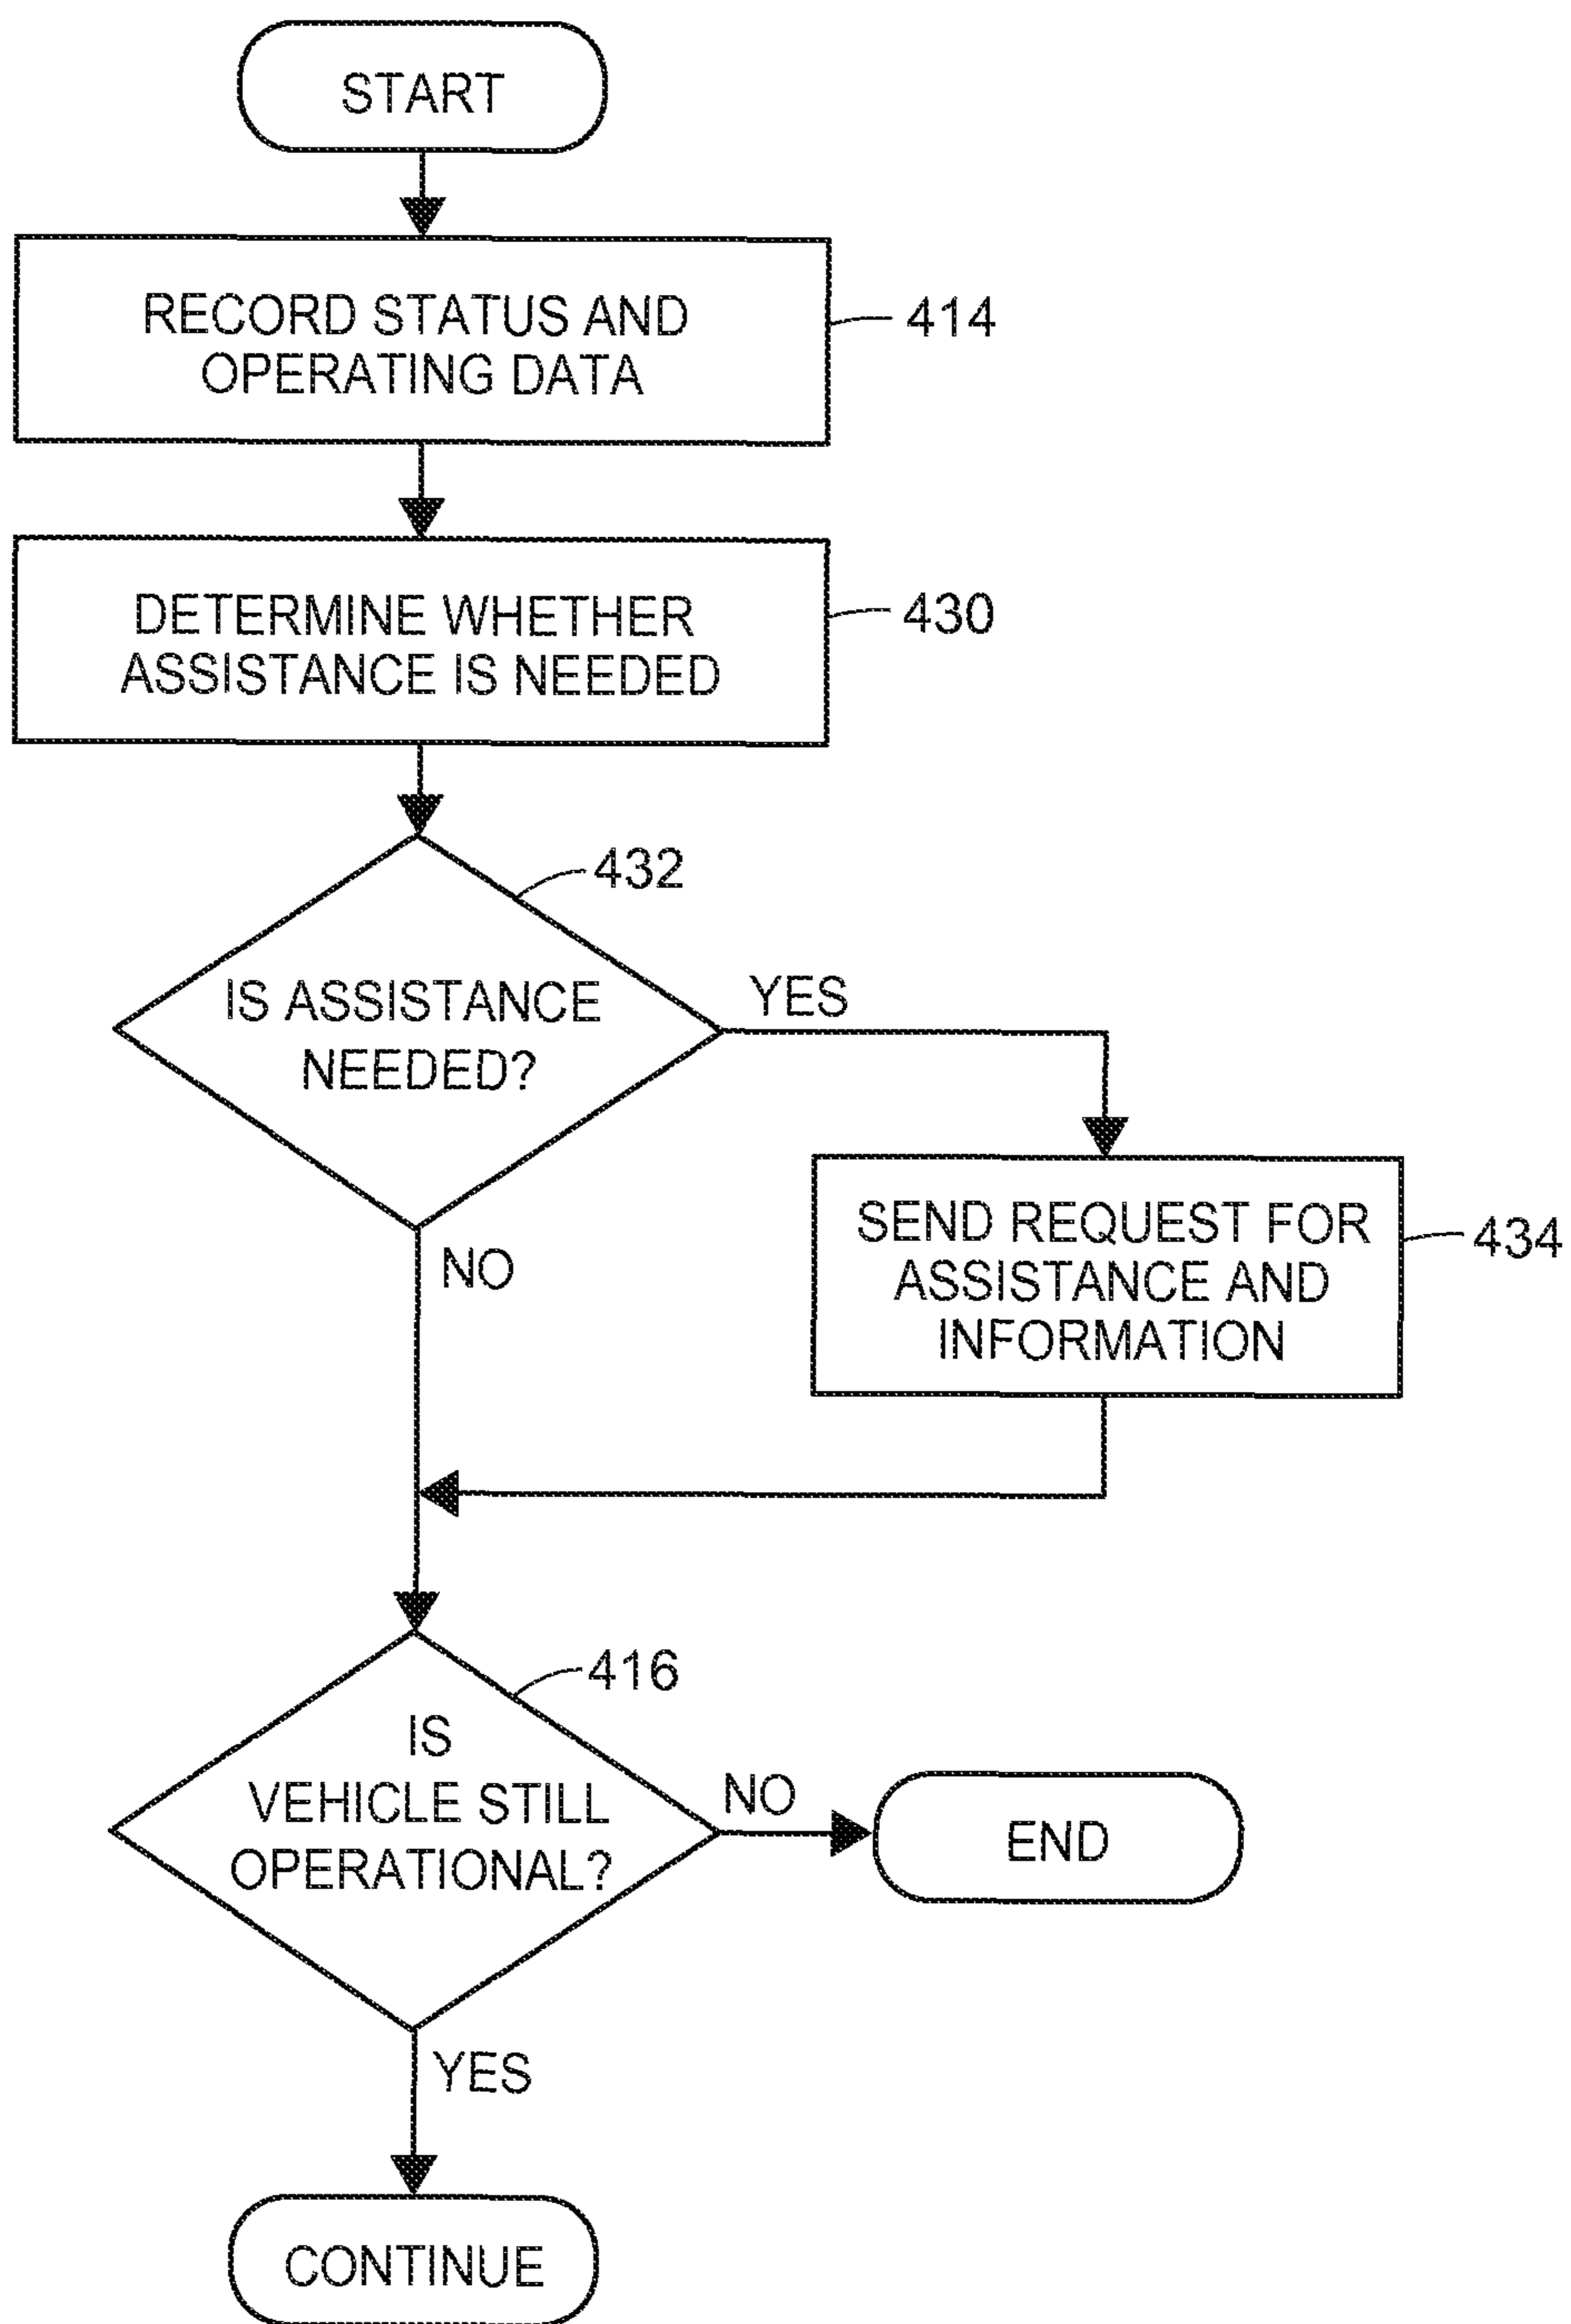 START
RECORD STATUS AND
OPERATING DATA
414
DETERMINE WHETHER
ASSISTANCE IS NEEDED
430
432
IS ASSISTANCE
NEEDED?
YES
NO
SEND REQUEST FOR
ASSISTANCE AND
INFORMATION
434
416
IS
VEHICLE STILL
OPERATIONAL?
NO
END
YES
CONTINUE